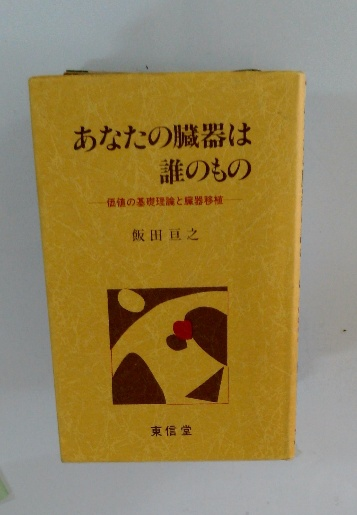 あなたの臓器は
誰のもの
―価値の基礎理論と臓器移植―
飯田亘之
東信堂